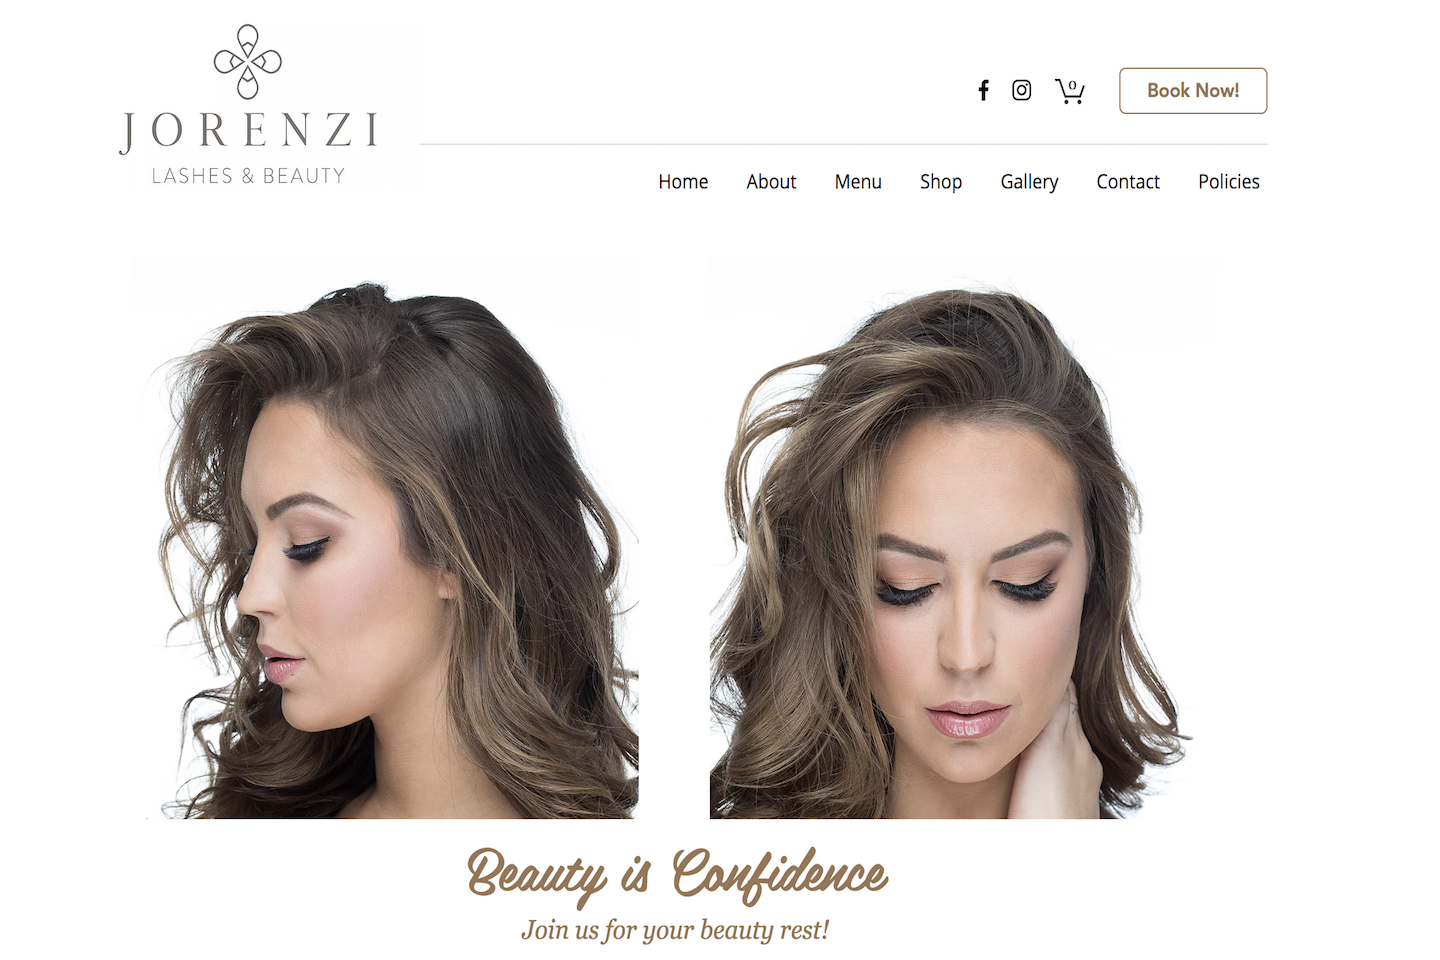 JORENZI
LASHES & BEAUTY
0
Book Now!
Home About Menu Shop Gallery Contact Policies
Beauty is Confidence
Join us for your beauty rest!